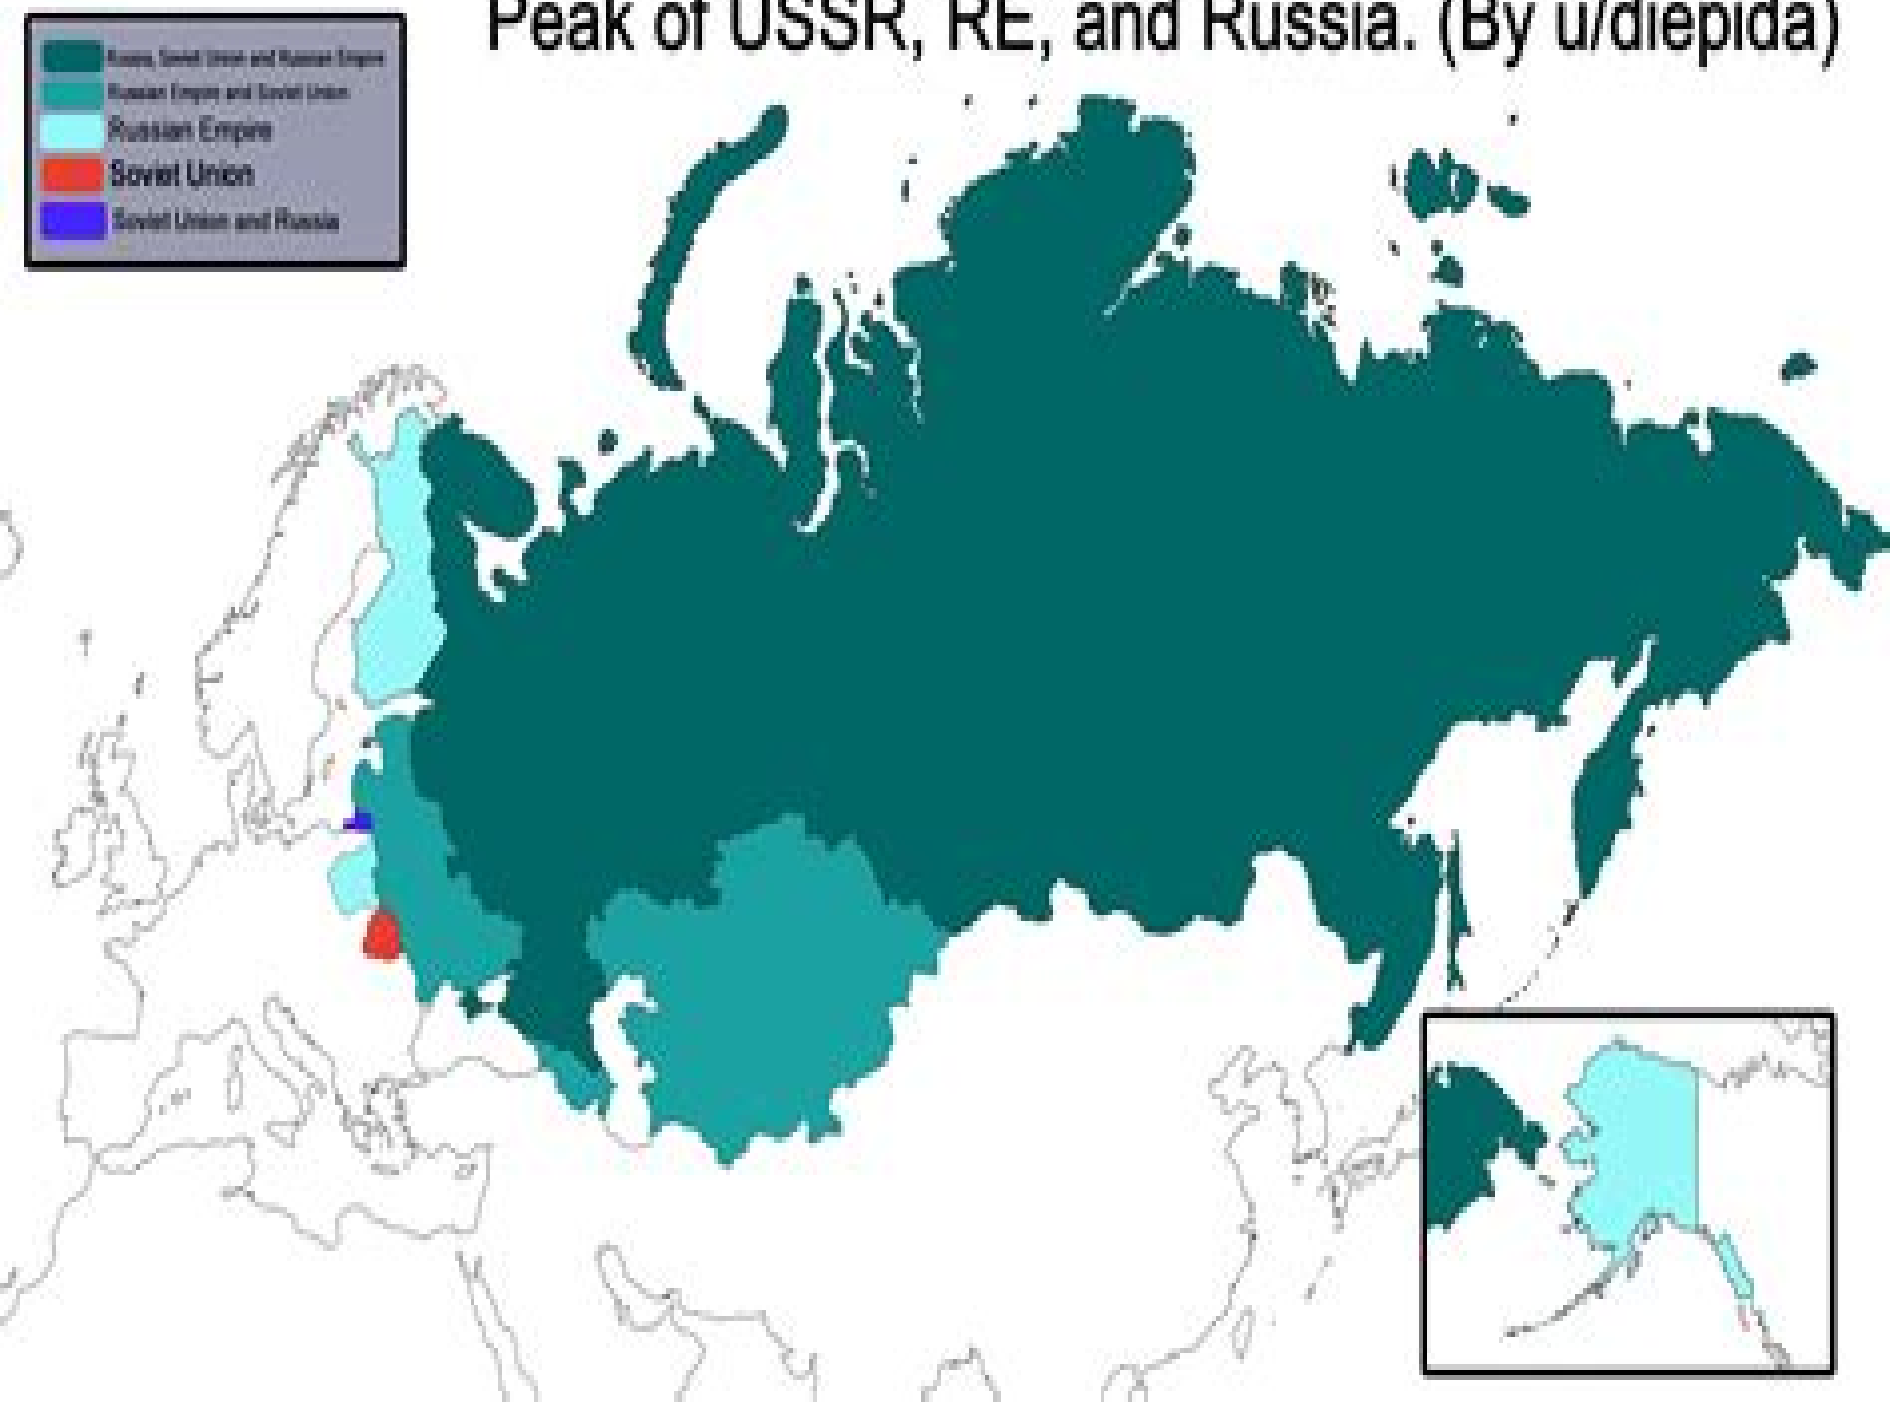 Peak of USSR, RE, and Russia. (By u/diepida)
Russia, Soviet Union and Russian Empire
Russian Empire and Soviet Union
Russian Empire
Soviet Union
Soviet Union and Russia